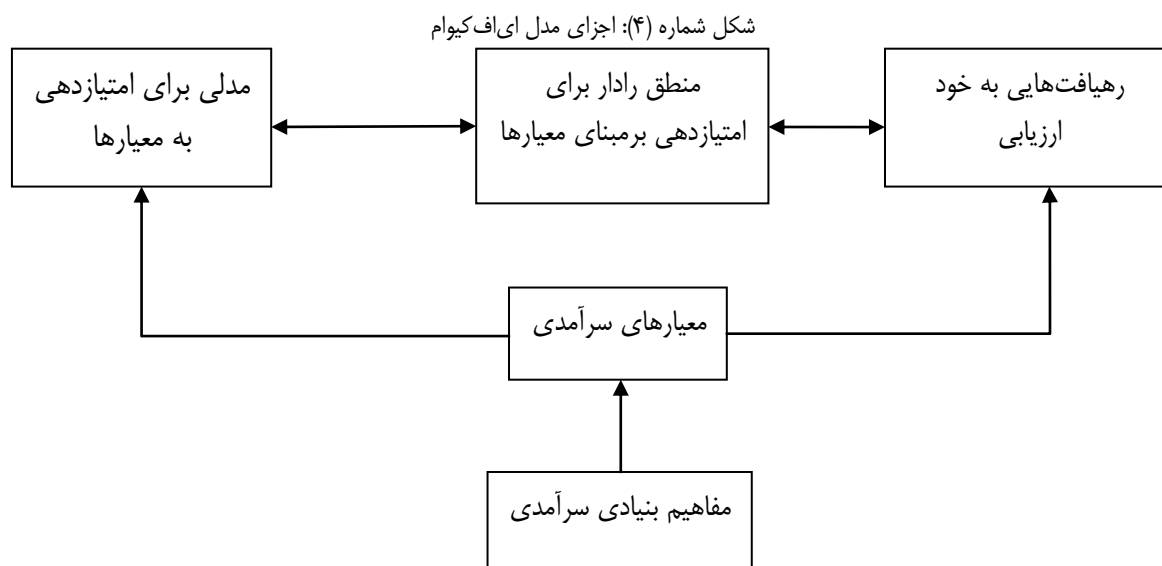 شکل شماره (۴): اجزای مدل ای‌اف‌کیوام
رهیافت‌هایی به خود
ارزیابی
منطق رادار برای
امتیازدهی برمبنای معیارها
مدلی برای امتیازدهی
به معیارها
معیارهای سرآمدی
مفاهیم بنیادی سرآمدی